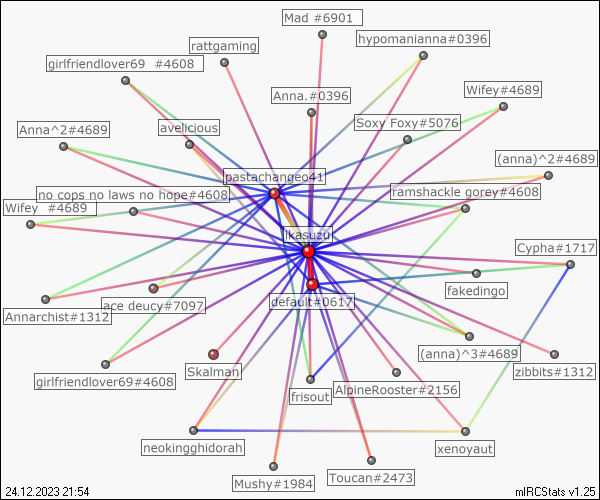 Mad #6901
rattgaming
hypomanianna#0396
girlfriendlover69 #4608
Wifey#4689
Anna.#0396
Soxy Foxy#5076
Anna^2#4689
avelicious
(anna)^2#4689
pastachangeo41
no cops no laws no hope#4608
ramshackle gorey#4608
Wifey #4689
ikasuzu
Cypha#1717
fakedingo
default#0617
ace deucy#7097
Annarchist#1312
(anna)^3#4689
Skalman
zibbits#1312
girlfriendlover69#4608
AlpineRooster#2156
frisout
neokingghidorah
xenoyaut
Mushy#1984
Toucan#2473
24.12.2023 21:54
mIRCStats v1.25